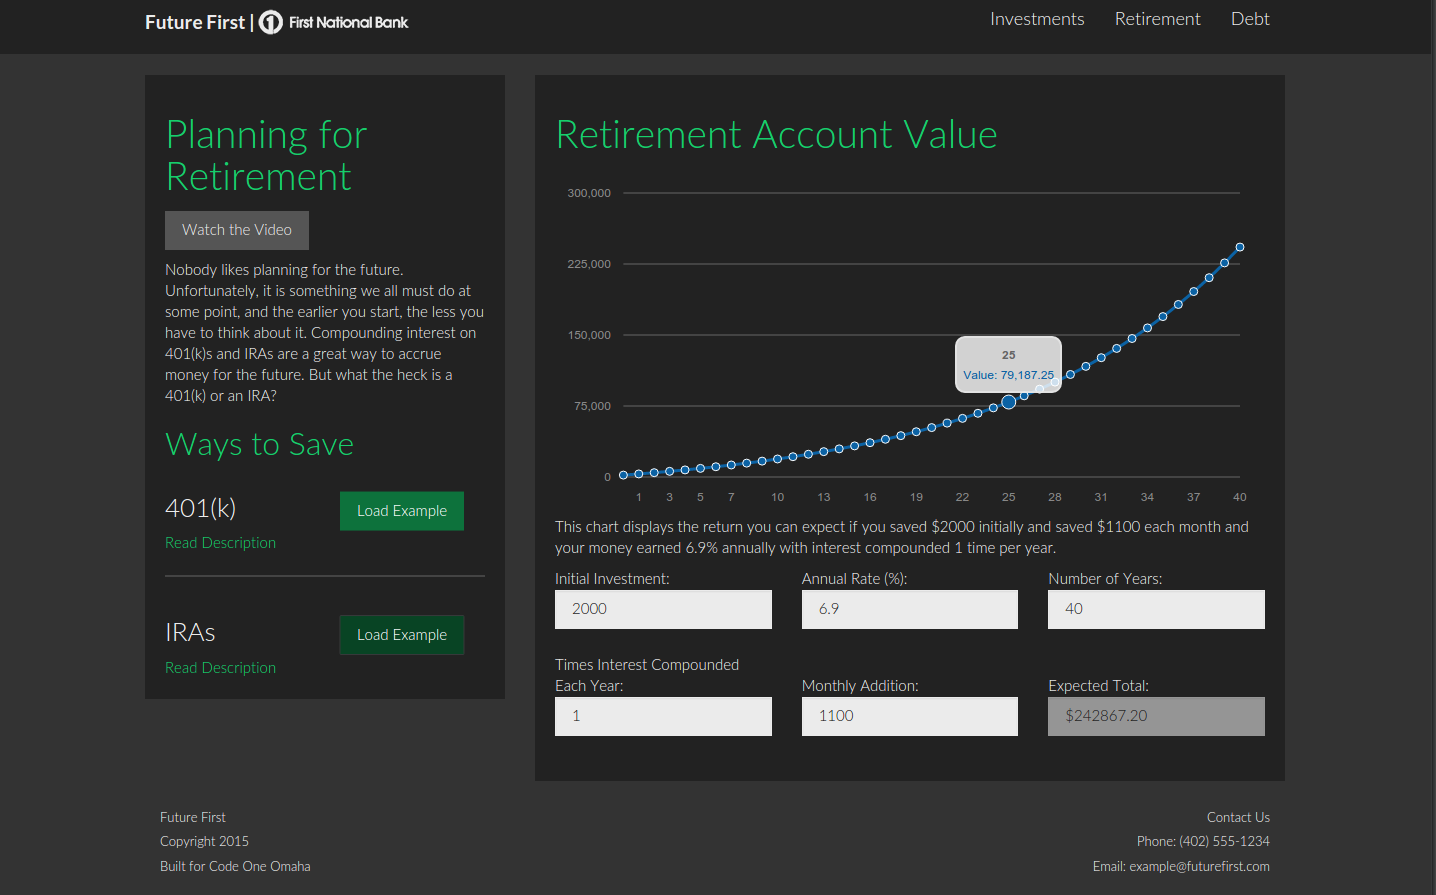 Future First | 1 First National Bank
Investments Retirement Debt
Planning for
Retirement
Watch the Video
Nobody likes planning for the future.
Unfortunately, it is something we all must do at
some point, and the earlier you start, the less you
have to think about it. Compounding interest on
401(k)s and IRAs are a great way to accrue
money for the future. But what the heck is a
401(k) or an IRA?
Ways to Save
401(k)
Load Example
Read Description
IRAs
Load Example
Read Description
Retirement Account Value
300,000
225,000
150,000
75,000
0
25
Value: 79,187.25
1 3 5 7 10 13 16 19 22 25 28 31 34 37 40
This chart displays the return you can expect if you saved $2000 initially and saved $1100 each month and
your money earned 6.9% annually with interest compounded 1 time per year.
Initial Investment:
2000
Annual Rate (%):
6.9
Number of Years:
40
Times Interest Compounded
Each Year:
1
Monthly Addition:
1100
Expected Total:
$242867.20
Future First
Copyright 2015
Built for Code One Omaha
Contact Us
Phone: (402) 555-1234
Email: example@futurefirst.com